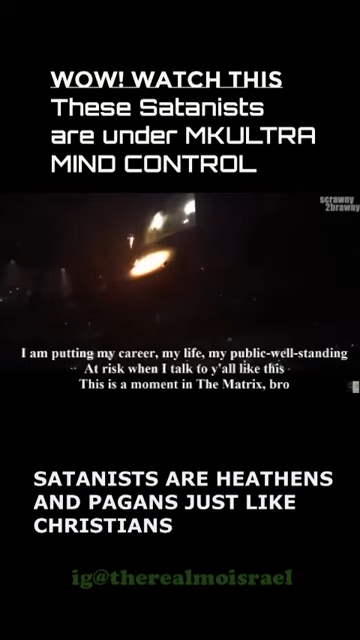 WOW! WATCH THIS
These Satanists
are under MKULTRA
MIND CONTROL
scrawny
2brawny
I am putting my career, my life, my public-well-standing
At risk when I talk to y'all like this
This is a moment in The Matrix, bro
SATANISTS ARE HEATHENS
AND PAGANS JUST LIKE
CHRISTIANS
ig@therealmoisrael